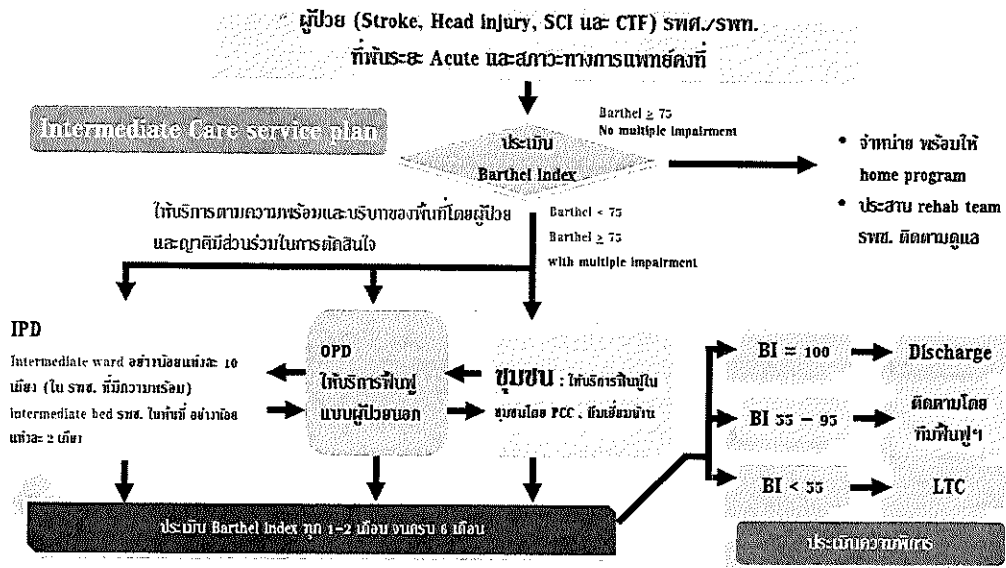 ผู้ป่วย (Stroke, Head injury, SCI และ CTF) รพศ./รพท.
ที่พ้นระยะ Acute และสภาวะทางการแพทย์คงที่
Intermediate Care service plan
Barthel ≥ 75
No multiple impairment
ประเมิน
Barthel Index
• จำหน่าย พร้อมให้
home program
• ประสาน rehab team
รพช. ติดตามดูแล
ให้บริการตามความพร้อมและบริบทของพื้นที่โดยผู้ป่วย
และญาติมีส่วนร่วมในการตัดสินใจ
Barthel < 75
Barthel ≥ 75
with multiple impairment
IPD
Intermediate ward อย่างน้อยแห่งละ 10
เตียง (ใน รพช. ที่มีความพร้อม)
intermediate bed รพช. ในพื้นที่ อย่างน้อย
แห่งละ 2 เตียง
OPD
ให้บริการฟื้นฟู
แบบผู้ป่วยนอก
ชุมชน : ให้บริการฟื้นฟูใน
ชุมชนโดย PCC , ทีมเยี่ยมบ้าน
BI = 100
Discharge
BI 55 – 95
ติดตามโดย
ทีมฟื้นฟูฯ
BI < 55
LTC
ประเมิน Barthel Index ทุก 1-2 เดือน จนครบ 6 เดือน
ประเมินความพิการ